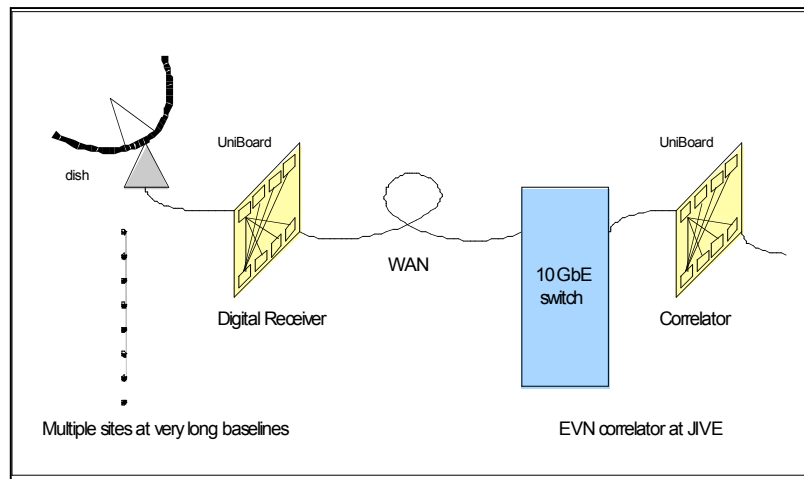 UniBoard
UniBoard
dish
WAN
10 GbE
switch
Digital Receiver
Correlator
Multiple sites at very long baselines
EVN correlator at JIVE